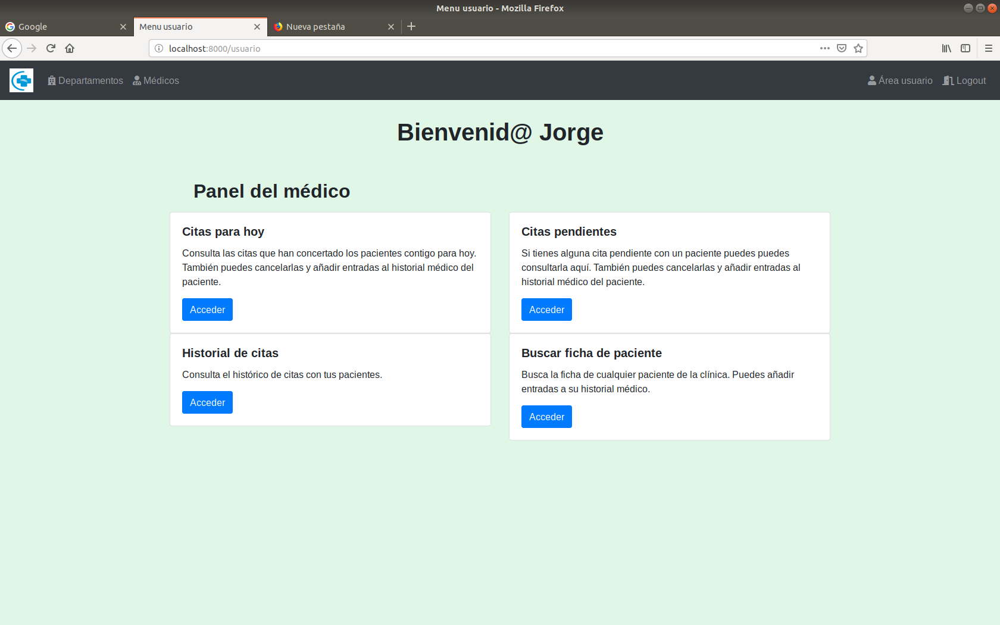 Menu usuario - Mozilla Firefox
Google
Menu usuario
Nueva pestaña
localhost:8000/usuario
Departamentos
Médicos
Área usuario
Logout
Bienvenid@ Jorge
Panel del médico
Citas para hoy
Consulta las citas que han concertado los pacientes contigo para hoy.
También puedes cancelarlas y añadir entradas al historial médico del
paciente.
Acceder
Citas pendientes
Si tienes alguna cita pendiente con un paciente puedes puedes
consultarla aquí. También puedes cancelarlas y añadir entradas al
historial médico del paciente.
Acceder
Historial de citas
Consulta el histórico de citas con tus pacientes.
Acceder
Buscar ficha de paciente
Busca la ficha de cualquier paciente de la clínica. Puedes añadir
entradas a su historial médico.
Acceder